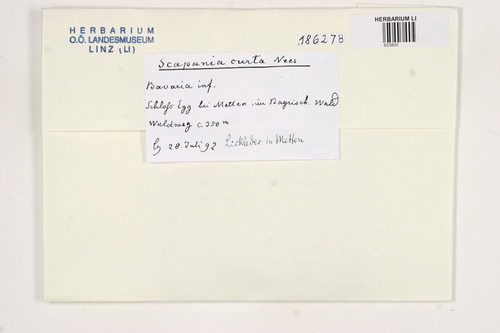 HERBARIUM
O.Ö. LANDESMUSEUM
LINZ (LI)
186278
HERBARIUM LI
Scapania curta Nees
Bavaria inf.
Schloß Egg bei Metten im Bayrisch. Wald
Waldweg c. 350 m
lg 28 Juli 92 Lickleder in Metten